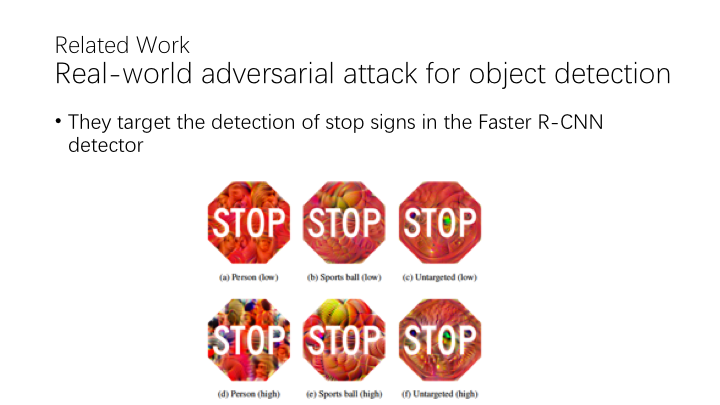 Related Work
Real-world adversarial attack for object detection
• They target the detection of stop signs in the Faster R-CNN
detector
STOP STOP STOP
(a) Person (low) (b) Sports ball (low) (c) Untargeted (low)
STOP STOP STOP
(d) Person (high) (e) Sports ball (high) (f) Untargeted (high)